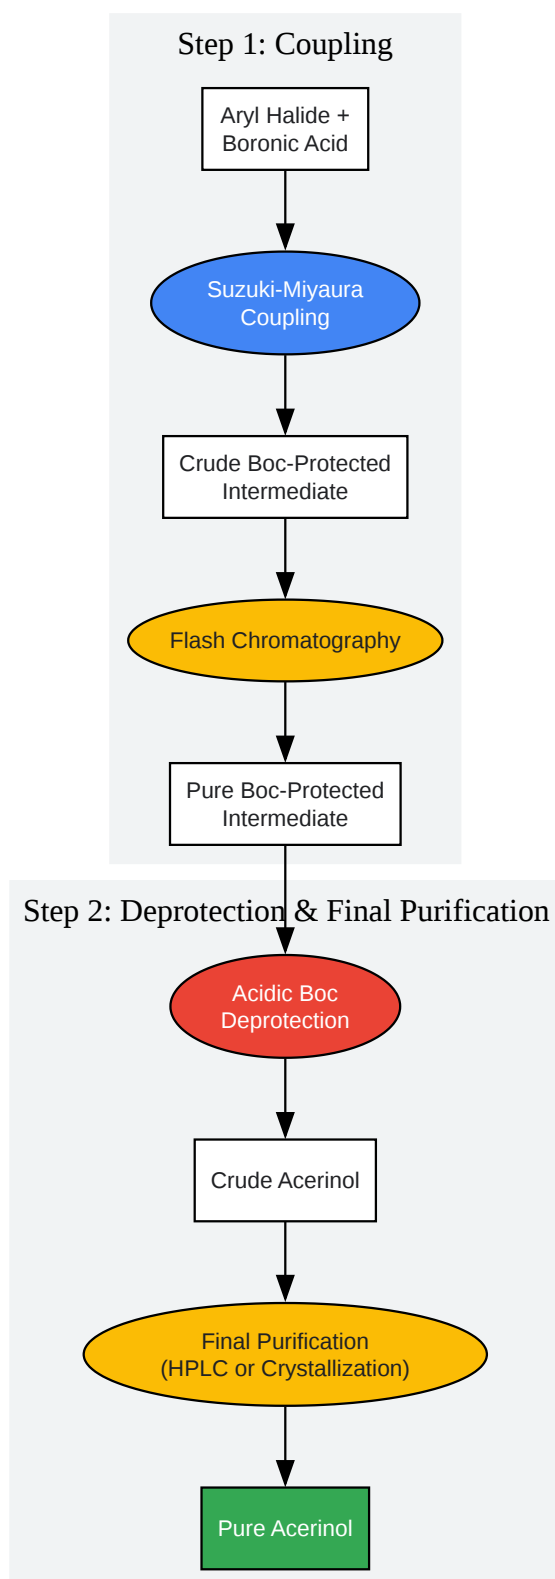 Step 1: Coupling
Aryl Halide +
Boronic Acid
Suzuki-Miyaura
Coupling
Crude Boc-Protected
Intermediate
Flash Chromatography
Pure Boc-Protected
Intermediate
Step 2: Deprotection & Final Purification
Acidic Boc
Deprotection
Crude Acerinol
Final Purification
(HPLC or Crystallization)
Pure Acerinol